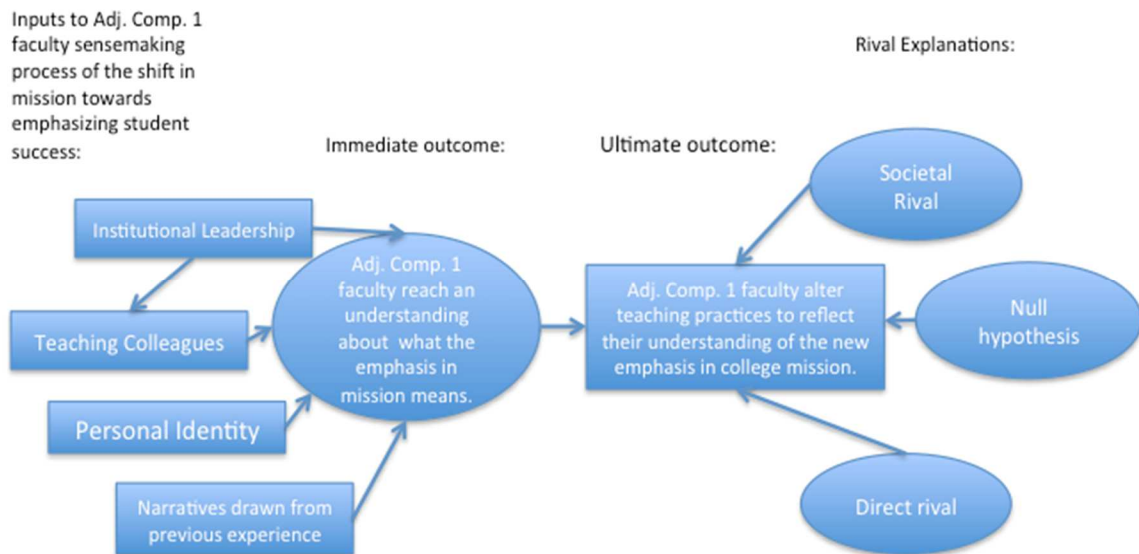 Inputs to Adj. Comp. 1
faculty sensemaking
process of the shift in
mission towards
emphasizing student
success:
Immediate outcome:
Ultimate outcome:
Rival Explanations:
Institutional Leadership
Teaching Colleagues
Personal Identity
Narratives drawn from
previous experience
Adj. Comp. 1
faculty reach an
understanding
about what the
emphasis in
mission means.
Adj. Comp. 1 faculty alter
teaching practices to reflect
their understanding of the new
emphasis in college mission.
Societal
Rival
Null
hypothesis
Direct rival